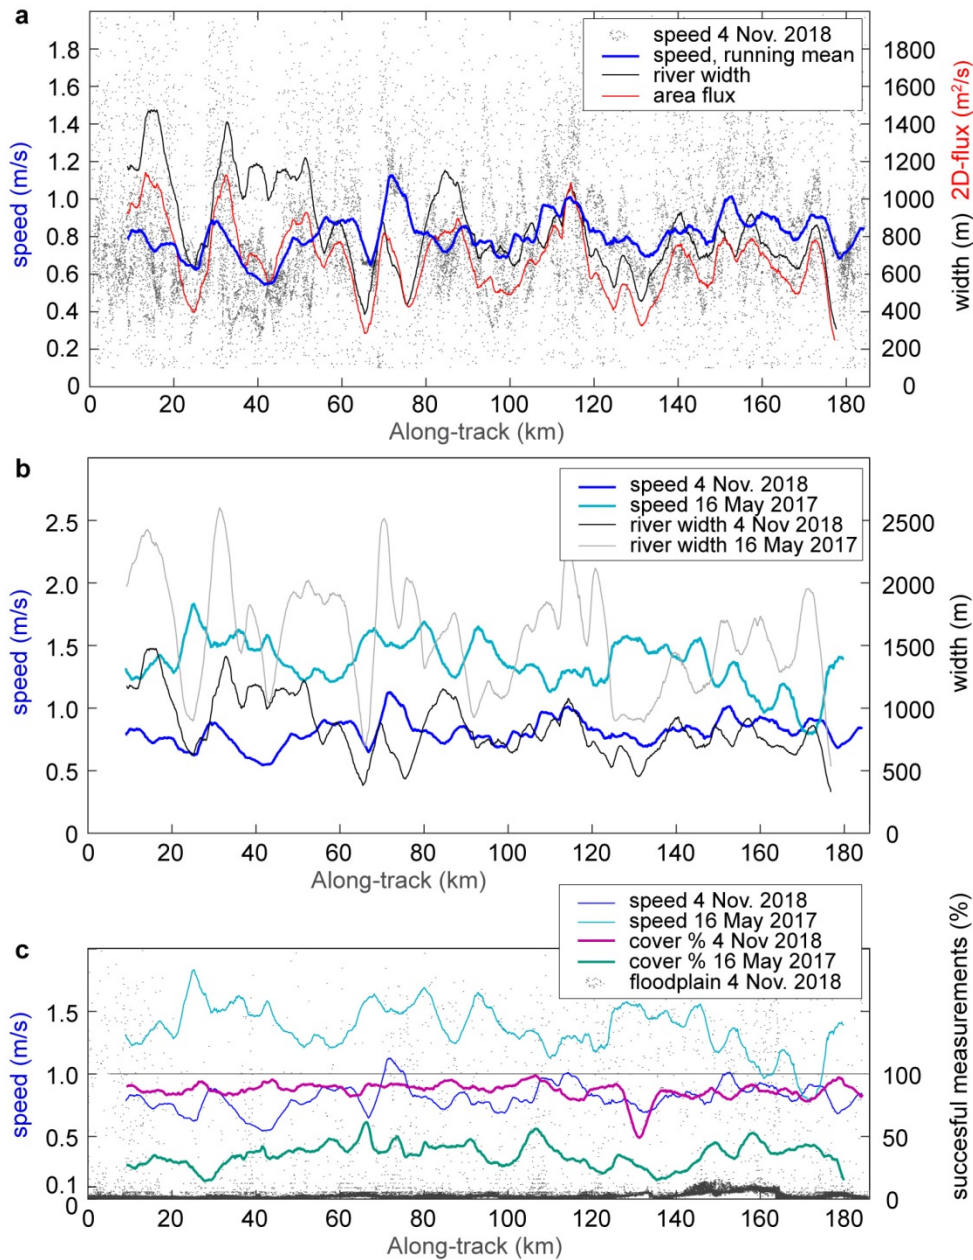 a
speed 4 Nov. 2018
speed, running mean
river width
area flux
1.8
1.6
1.4
1.2
1.0
0.8
0.6
0.4
0.2
0
speed (m/s)
1800
1600
1400
1200
1000
800
600
400
200
0
width (m) 2D-flux (m²/s)
0 20 40 60 80 100 120 140 160 180
Along-track (km)
b
speed 4 Nov. 2018
speed 16 May 2017
river width 4 Nov 2018
river width 16 May 2017
2.5
2.0
1.5
1.0
0.5
0
speed (m/s)
2500
2000
1500
1000
500
0
width (m)
0 20 40 60 80 100 120 140 160 180
Along-track (km)
c
speed 4 Nov. 2018
speed 16 May 2017
cover % 4 Nov 2018
cover % 16 May 2017
floodplain 4 Nov. 2018
1.5
1.0
0.5
0.1
0
speed (m/s)
100
50
0
succesful measurements (%)
0 20 40 60 80 100 120 140 160 180
Along-track (km)